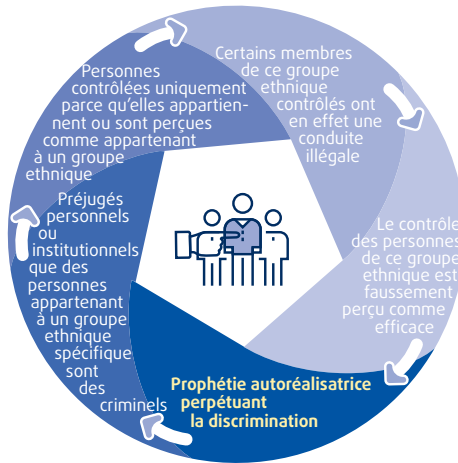 Personnes
contrôlées uniquement
parce qu'elles appartien-
nent ou sont perçues
comme appartenant
à un groupe
ethnique
Certains membres
de ce groupe
ethnique
contrôlés ont
en effet une
conduite
illégale
Le contrôle
des personnes
de ce groupe
ethnique est
faussement
perçu comme
efficace
Prophétie autoréalisatrice
perpétuant
la discrimination
Préjugés
personnels
ou
institutionnels
que des
personnes
appartenant
à un groupe
ethnique
spécifique
sont
des
criminels